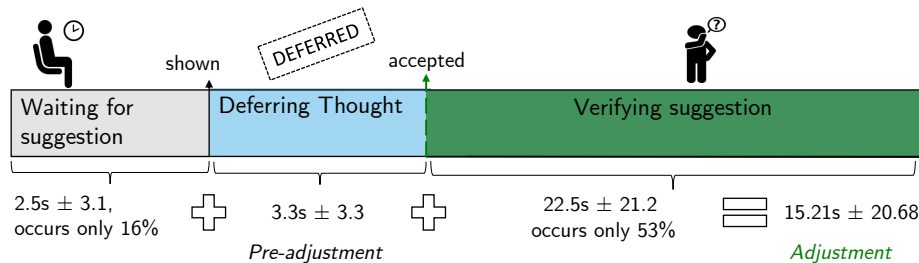 DEFERRED
shown
accepted
Waiting for
suggestion
Deferring Thought
Verifying suggestion
2.5s ± 3.1,
occurs only 16%
3.3s ± 3.3
22.5s ± 21.2
occurs only 53%
15.21s ± 20.68
Pre-adjustment
Adjustment
?